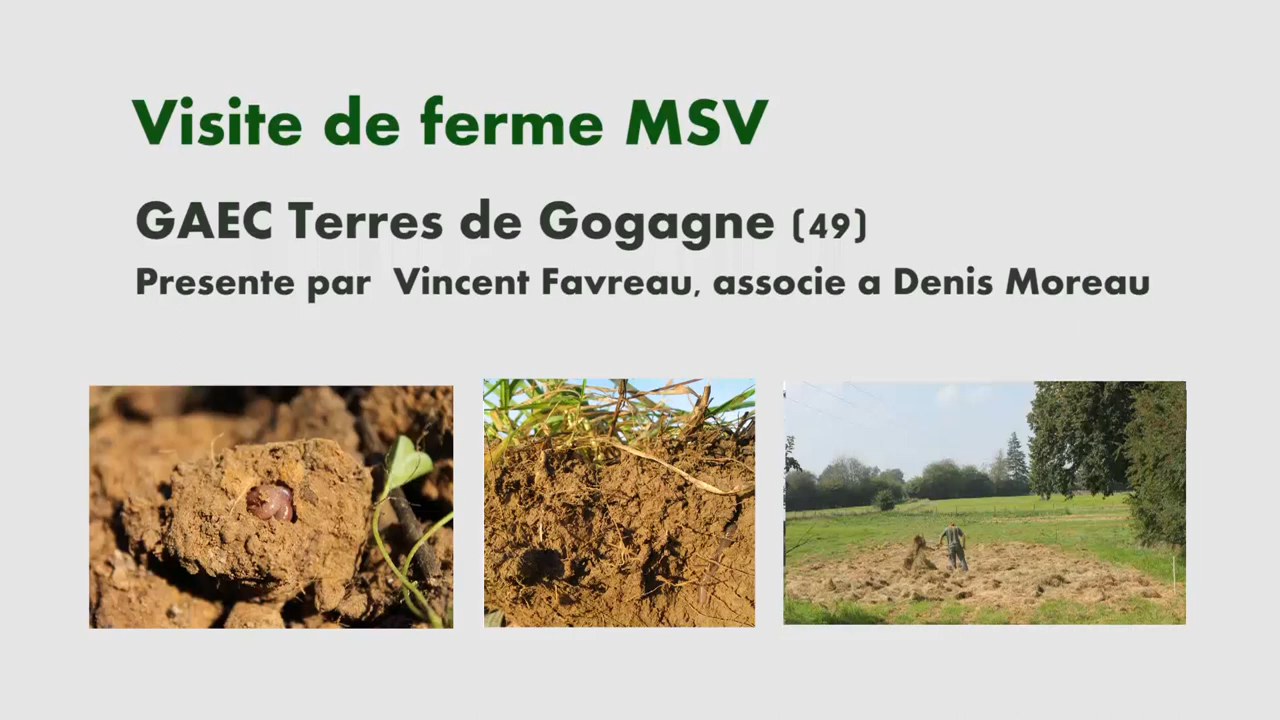 Visite de ferme MSV
GAEC Terres de Gogagne (49)
Presente par Vincent Favreau, associe a Denis Moreau